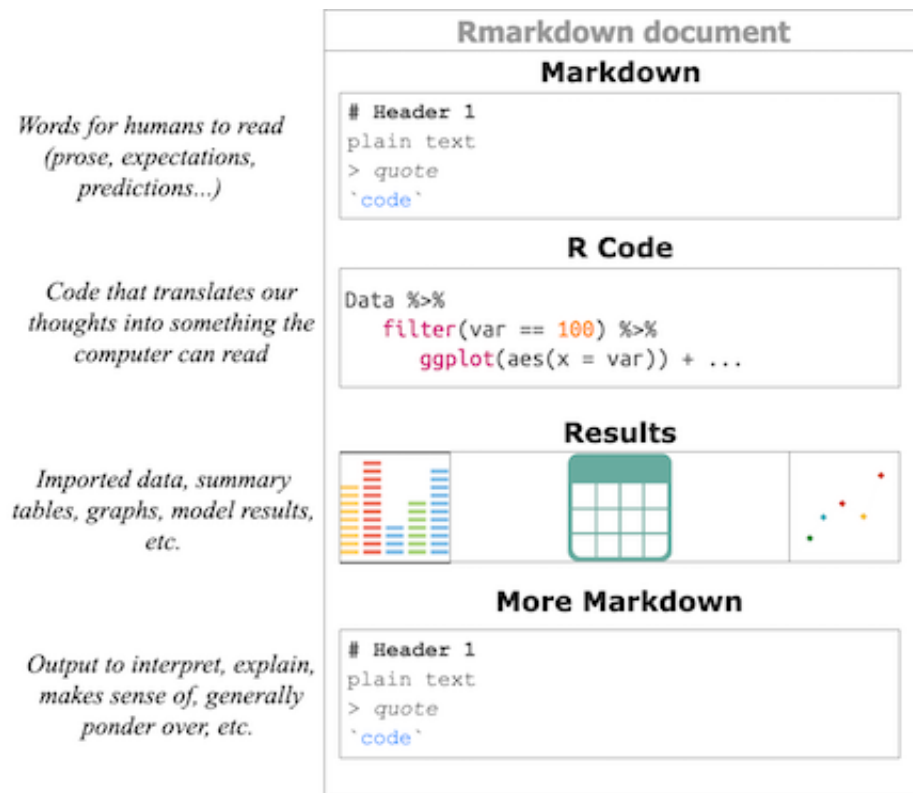 Rmarkdown document
Markdown
Words for humans to read
(prose, expectations,
predictions...)
# Header 1
plain text
> quote
`code`
R Code
Code that translates our
thoughts into something the
computer can read
Data %>%
filter(var == 100) %>%
ggplot(aes(x = var)) + ...
Results
Imported data, summary
tables, graphs, model results,
etc.
More Markdown
Output to interpret, explain,
makes sense of, generally
ponder over, etc.
# Header 1
plain text
> quote
`code`